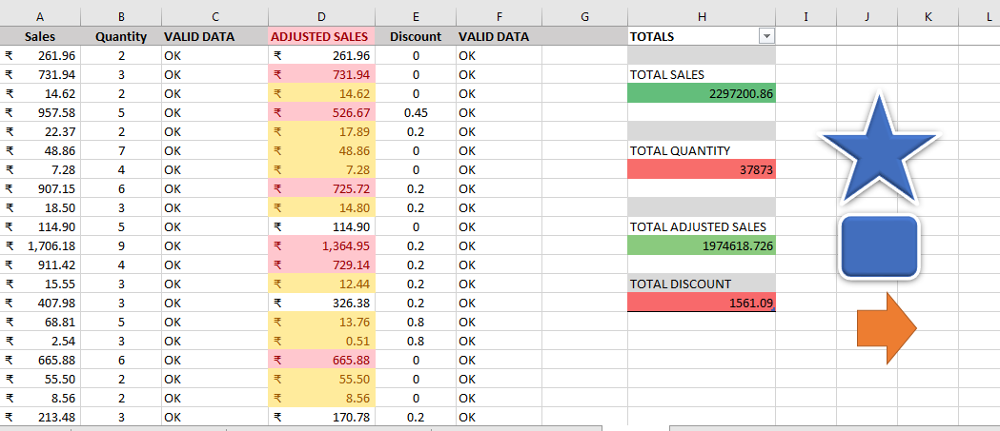 A B C D E F G H I J K L
Sales Quantity VALID DATA ADJUSTED SALES Discount VALID DATA TOTALS
₹ 261.96 2 OK ₹ 261.96 0 OK
₹ 731.94 3 OK ₹ 731.94 0 OK TOTAL SALES
₹ 14.62 2 OK ₹ 14.62 0 OK 2297200.86
₹ 957.58 5 OK ₹ 526.67 0.45 OK
₹ 22.37 2 OK ₹ 17.89 0.2 OK
₹ 48.86 7 OK ₹ 48.86 0 OK TOTAL QUANTITY
₹ 7.28 4 OK ₹ 7.28 0 OK 37873
₹ 907.15 6 OK ₹ 725.72 0.2 OK
₹ 18.50 3 OK ₹ 14.80 0.2 OK
₹ 114.90 5 OK ₹ 114.90 0 OK TOTAL ADJUSTED SALES
₹ 1,706.18 9 OK ₹ 1,364.95 0.2 OK 1974618.726
₹ 911.42 4 OK ₹ 729.14 0.2 OK
₹ 15.55 3 OK ₹ 12.44 0.2 OK TOTAL DISCOUNT
₹ 407.98 3 OK ₹ 326.38 0.2 OK 1561.09
₹ 68.81 5 OK ₹ 13.76 0.8 OK
₹ 2.54 3 OK ₹ 0.51 0.8 OK
₹ 665.88 6 OK ₹ 665.88 0 OK
₹ 55.50 2 OK ₹ 55.50 0 OK
₹ 8.56 2 OK ₹ 8.56 0 OK
₹ 213.48 3 OK ₹ 170.78 0.2 OK